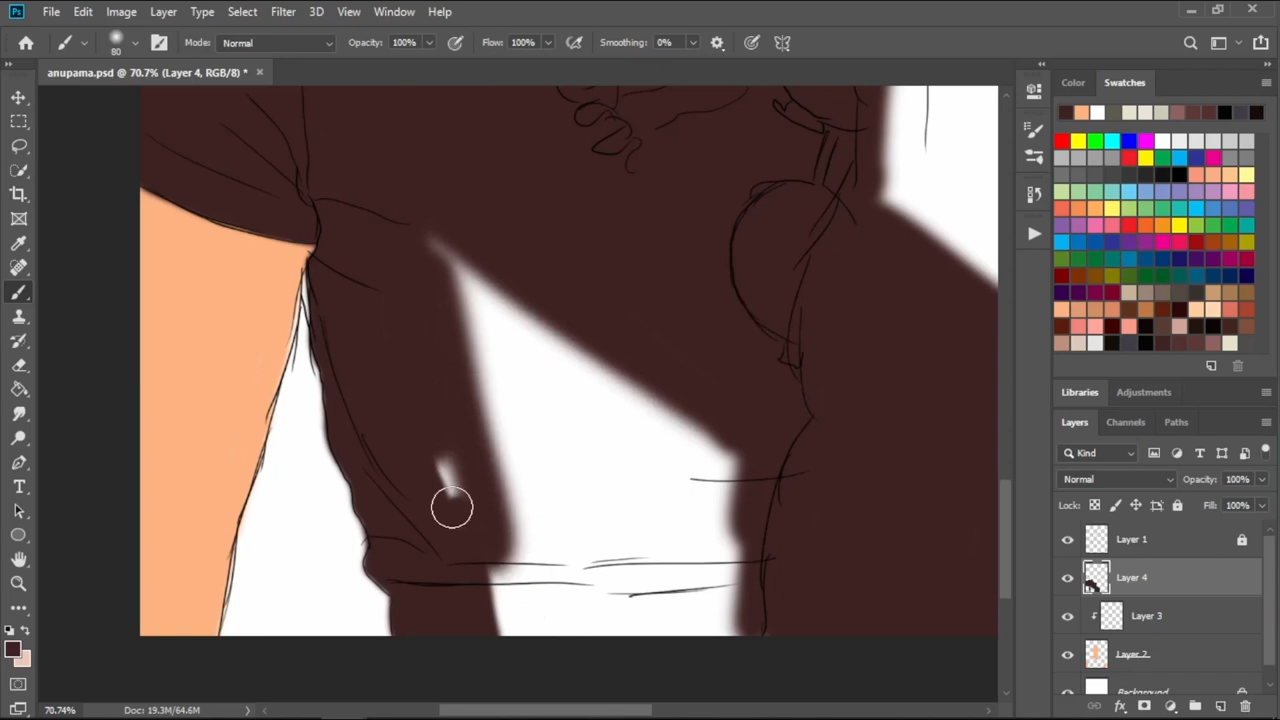 Ps File Edit Image Layer Type Select Filter 3D View Window Help
80 Mode: Normal Opacity: 100% Flow: 100% Smoothing: 0%
anupama.psd @ 70.7% (Layer 4, RGB/8) * ×
Color Swatches
Libraries Adjustments
Layers Channels Paths
Kind
Normal Opacity: 100%
Lock: Fill: 100%
Layer 1
Layer 4
Layer 3
Layer 2
Background
70.74% Doc: 19.3M/64.6M